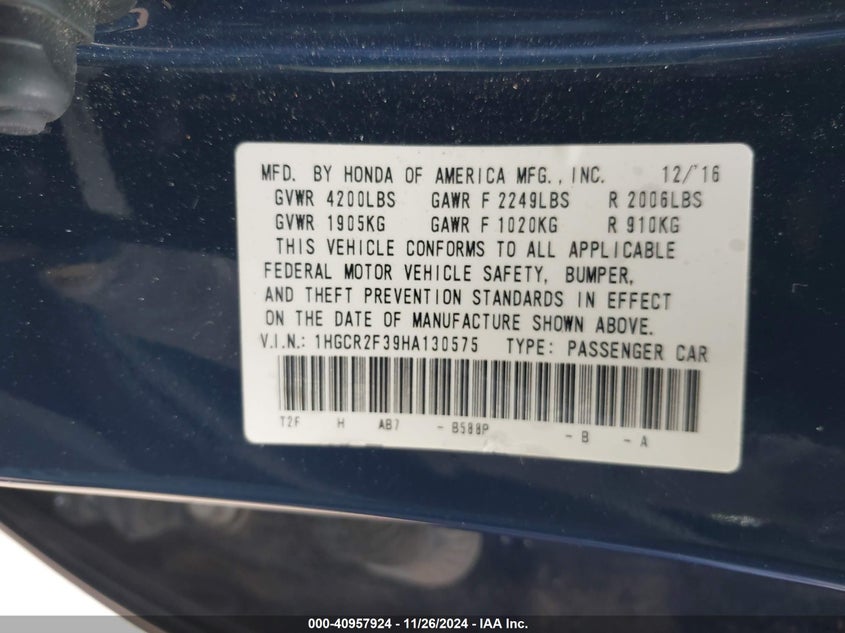 MFD. BY HONDA OF AMERICA MFG., INC. 12/16
GVWR 4200LBS GAWR F 2249LBS R 2006LBS
GVWR 1905KG GAWR F 1020KG R 910KG
THIS VEHICLE CONFORMS TO ALL APPLICABLE
FEDERAL MOTOR VEHICLE SAFETY, BUMPER,
AND THEFT PREVENTION STANDARDS IN EFFECT
ON THE DATE OF MANUFACTURE SHOWN ABOVE.
V.I.N.: 1HGCR2F39HA130575 TYPE: PASSENGER CAR
T2F H AB7 - B588P - B - A
000-40957924 | 11/26/2024 - IAA Inc.